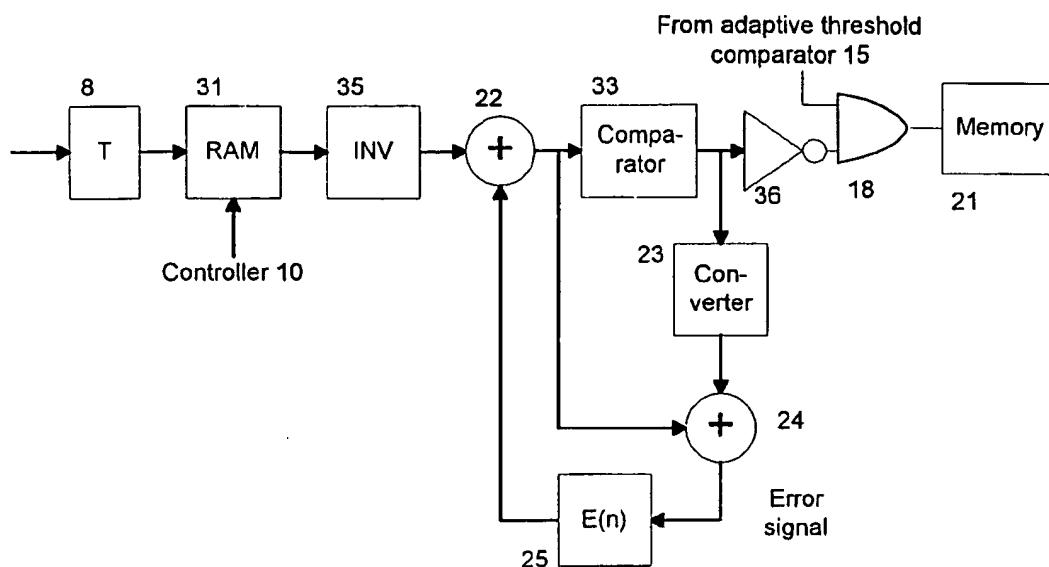 From adaptive threshold
comparator 15
8
31
35
22
33
T
RAM
INV
+
Compa-
rator
Memory
36
18
21
Controller 10
23
Con-
verter
+
24
E(n)
Error
signal
25